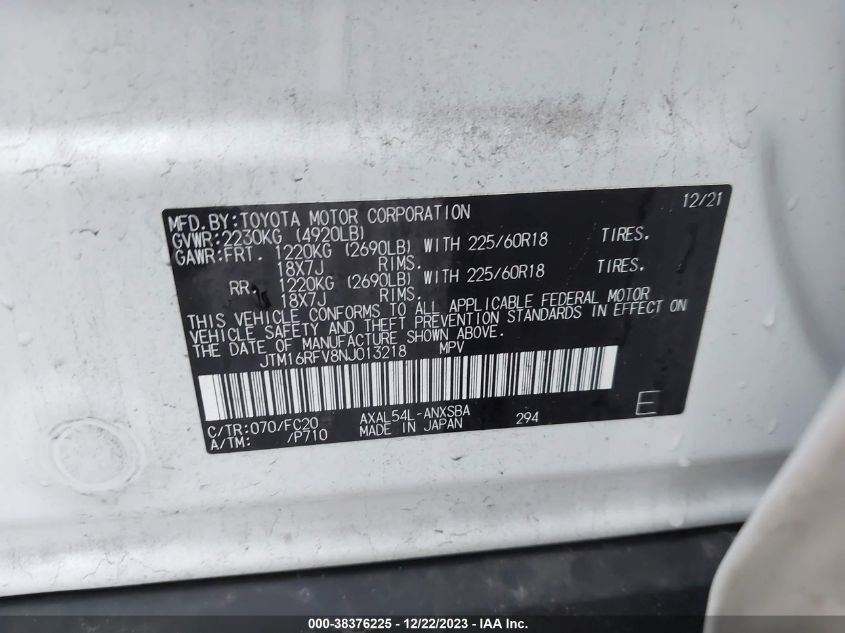 MFD.BY:TOYOTA MOTOR CORPORATION 12/21
GVWR:2230KG (4920LB)
GAWR:FRT. 1220KG (2690LB) WITH 225/60R18 TIRES.
18X7J RIMS.
RR. 1220KG (2690LB) WITH 225/60R18 TIRES.
18X7J RIMS.
THIS VEHICLE CONFORMS TO ALL APPLICABLE FEDERAL MOTOR
VEHICLE SAFETY AND THEFT PREVENTION STANDARDS IN EFFECT ON
THE DATE OF MANUFACTURE SHOWN ABOVE.
JTM16RFV8NJ013218 MPV
C/TR:070/FC20 AXAL54L-ANXSBA 294 E
A/TM: /P710 MADE IN JAPAN
000-38376225 - 12/22/2023 - IAA Inc.